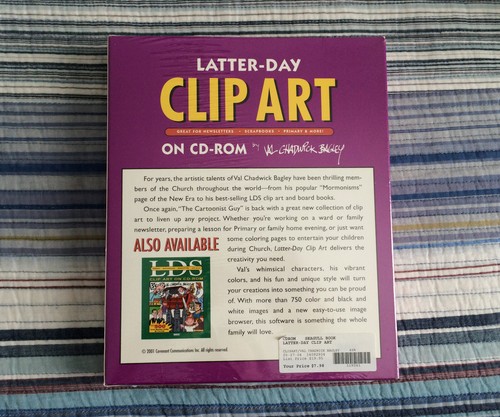 LATTER-DAY
CLIP ART
GREAT FOR NEWSLETTERS • SCRAPBOOKS • PRIMARY & MORE!
ON CD-ROM by VAL CHADWICK BAGLEY
For years, the artistic talents of Val Chadwick Bagley have been thrilling mem-
bers of the Church throughout the world—from his popular "Mormonisms"
page of the New Era to his best-selling LDS clip art and board books.
Once again, "The Cartoonist Guy" is back with a great new collection of clip
art to liven up any project. Whether you're working on a ward or family
newsletter, preparing a lesson for Primary or family home evening, or just want
some coloring pages to entertain your children
during Church, Latter-Day Clip Art delivers the
creativity you need.
Val's whimsical characters, his vibrant
colors, and his fun and unique style will turn
your creations into something you can be proud
of. With more than 750 color and black and
white images and a new easy-to-use image
browser, this software is something the whole
family will love.
ALSO AVAILABLE
LDS
CLIP ART ON CD-ROM
© 2001 Covenant Communications Inc. All rights reserved.
CDROM SEAGULL BOOK
LATTER-DAY CLIP ART
Your Price $7.98